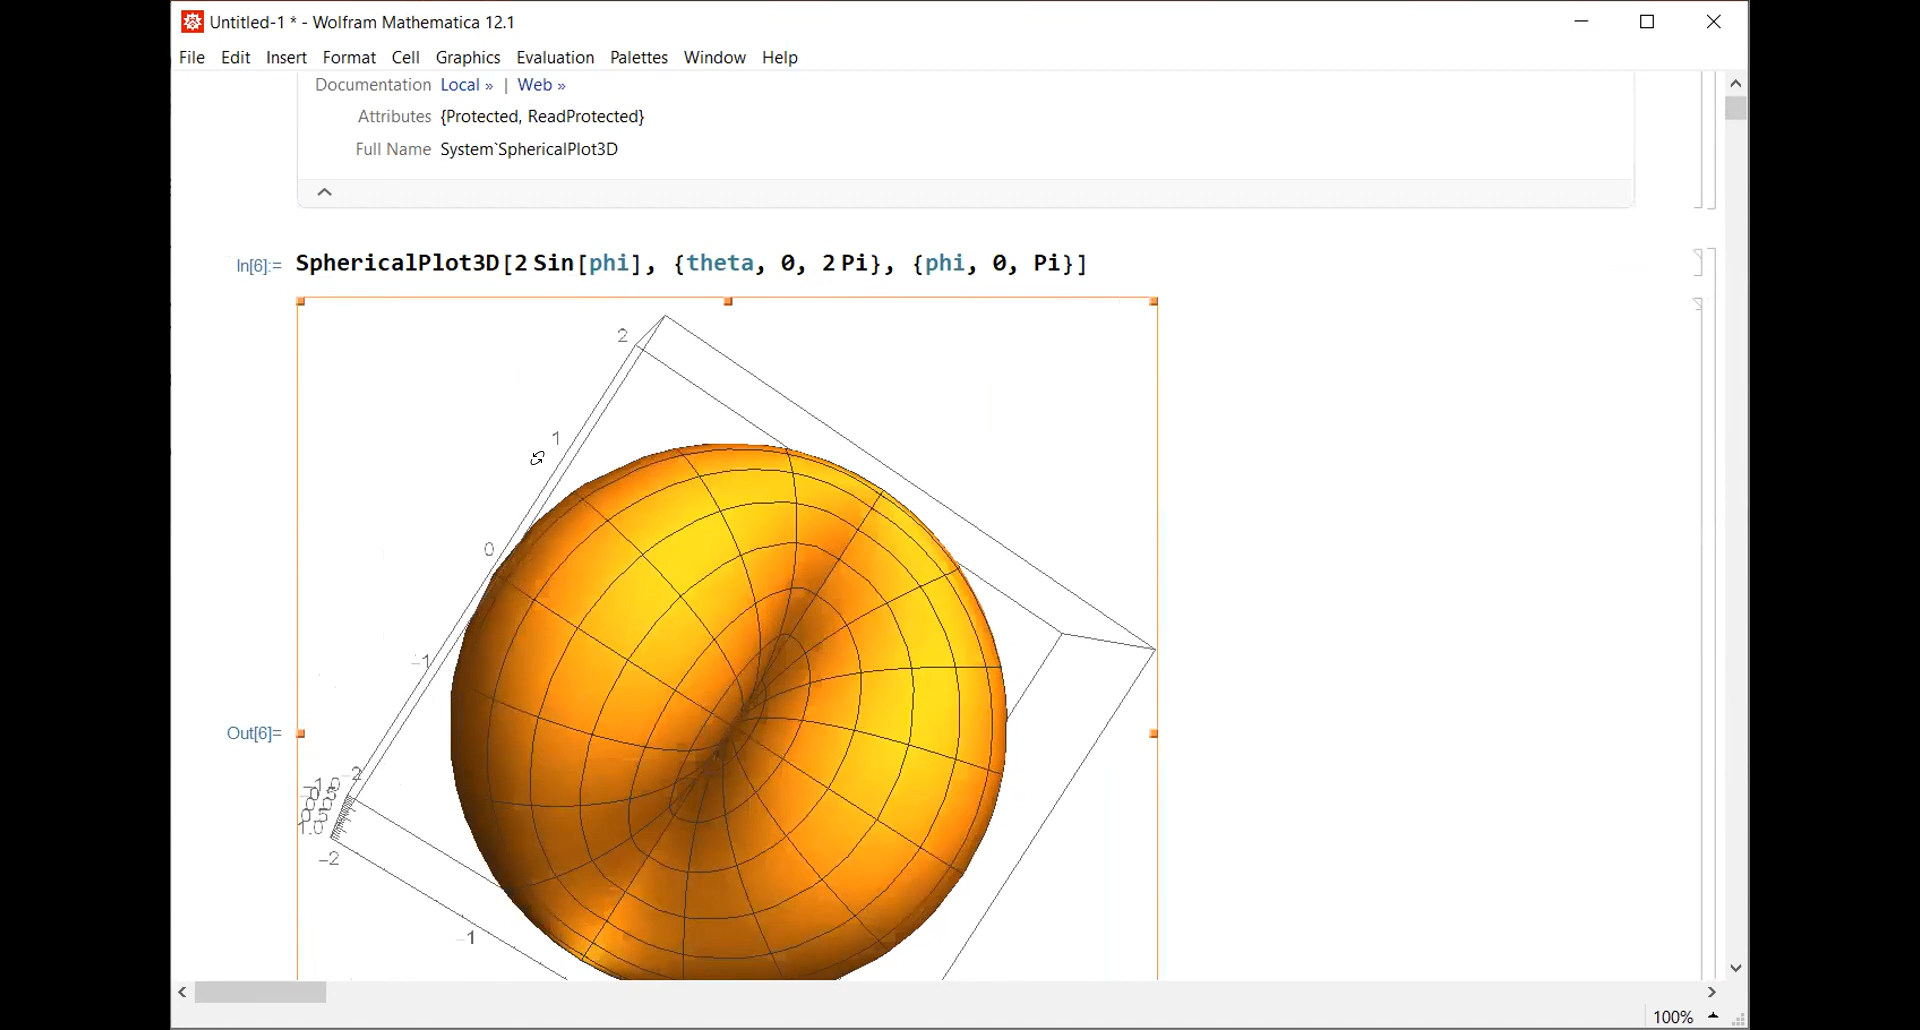 Untitled-1 * - Wolfram Mathematica 12.1
File Edit Insert Format Cell Graphics Evaluation Palettes Window Help
Documentation Local » | Web »
Attributes {Protected, ReadProtected}
Full Name System`SphericalPlot3D
In[6]:= SphericalPlot3D[2 Sin[phi], {theta, 0, 2 Pi}, {phi, 0, Pi}]
2
1
0
-1
Out[6]=
-2
-2
-1
100%